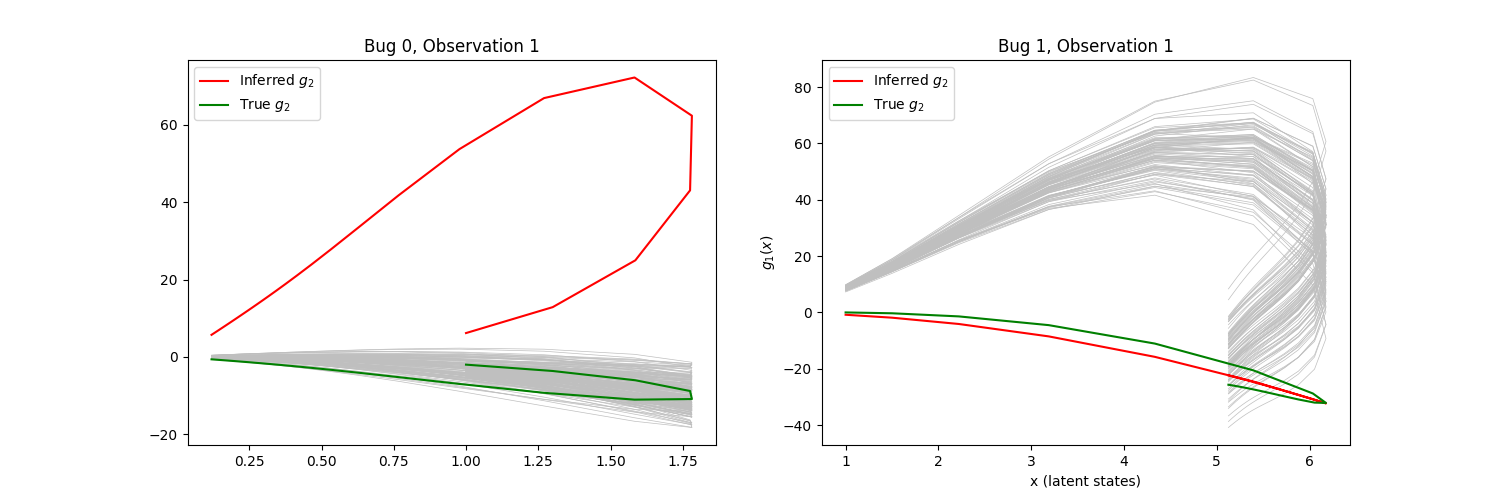 Bug 0, Observation 1
Inferred g₂
True g₂
60
40
20
0
−20
0.25 0.50 0.75 1.00 1.25 1.50 1.75
Bug 1, Observation 1
Inferred g₂
True g₂
g₁(x)
80
60
40
20
0
−20
−40
1 2 3 4 5 6
x (latent states)